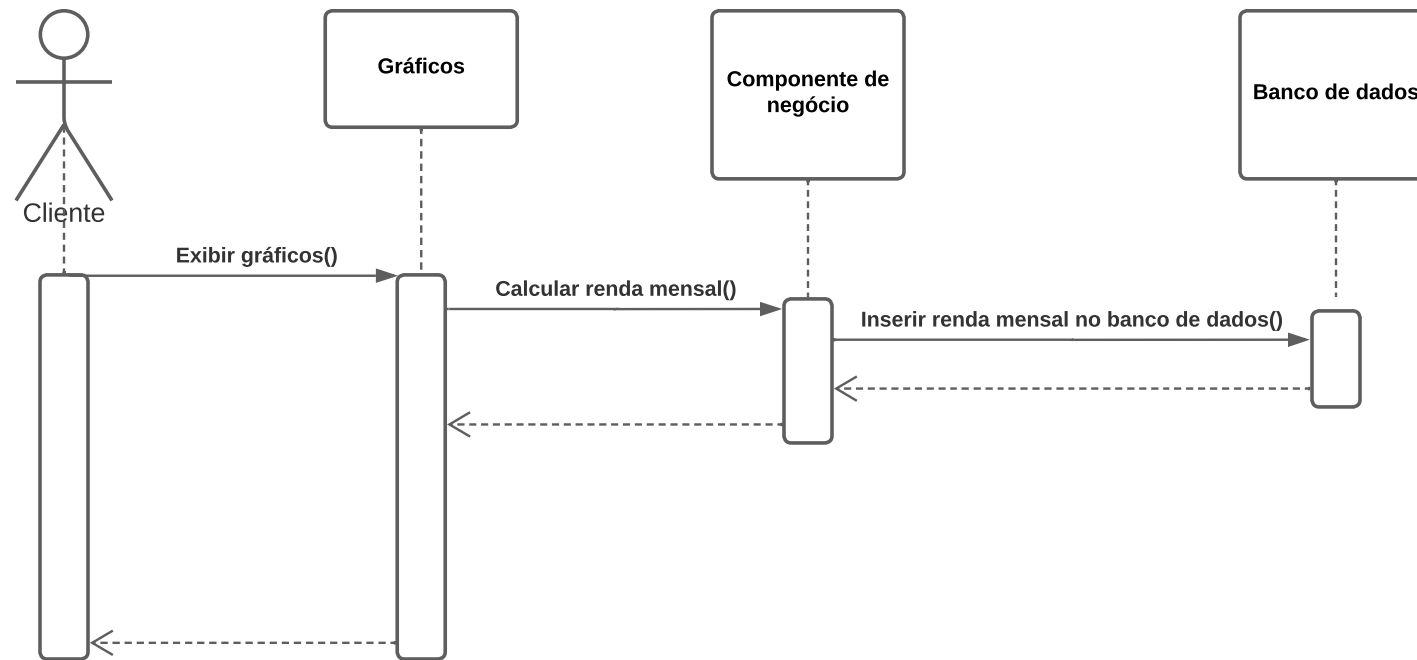 Gráficos
Componente de
negócio
Banco de dados
Cliente
Exibir gráficos()
Calcular renda mensal()
Inserir renda mensal no banco de dados()